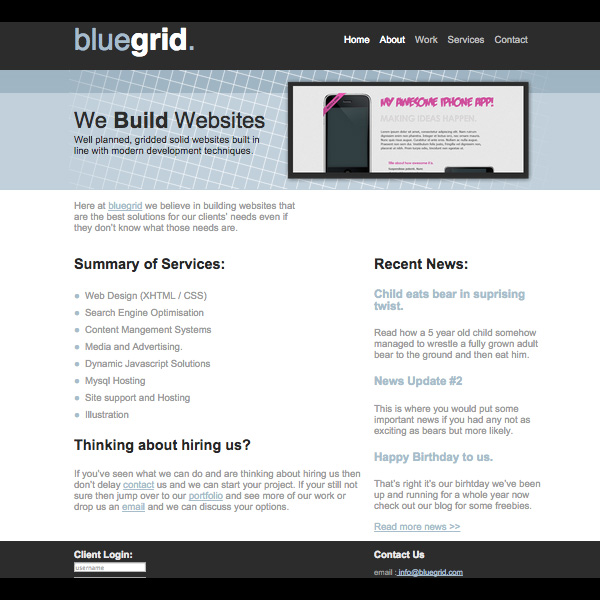 bluegrid.
Home About Work Services Contact
We Build Websites
Well planned, gridded solid websites built in
line with modern development techniques
MY AWESOME IPHONE APP!
MAKING IDEAS HAPPEN.
Here at bluegrid we believe in building websites that
are the best solutions for our clients' needs even if
they don't know what those needs are.
Summary of Services:
Web Design (XHTML / CSS)
Search Engine Optimisation
Content Mangement Systems
Media and Advertising.
Dynamic Javascript Solutions
Mysql Hosting
Site support and Hosting
Illustration
Thinking about hiring us?
If you've seen what we can do and are thinking about hiring us then
don't delay contact us and we can start your project. If your still not
sure then jump over to our portfolio and see more of our work or
drop us an email and we can discuss your options.
Recent News:
Child eats bear in suprising
twist.
Read how a 5 year old child somehow
managed to wrestle a fully grown adult
bear to the ground and then eat him.
News Update #2
This is where you would put some
important news if you had any not as
exciting as bears but more likely.
Happy Birthday to us.
That's right it's our birhtday we've been
up and running for a whole year now
check out our blog for some freebies.
Read more news >>
Client Login:
username
Contact Us
email : info@bluegrid.com